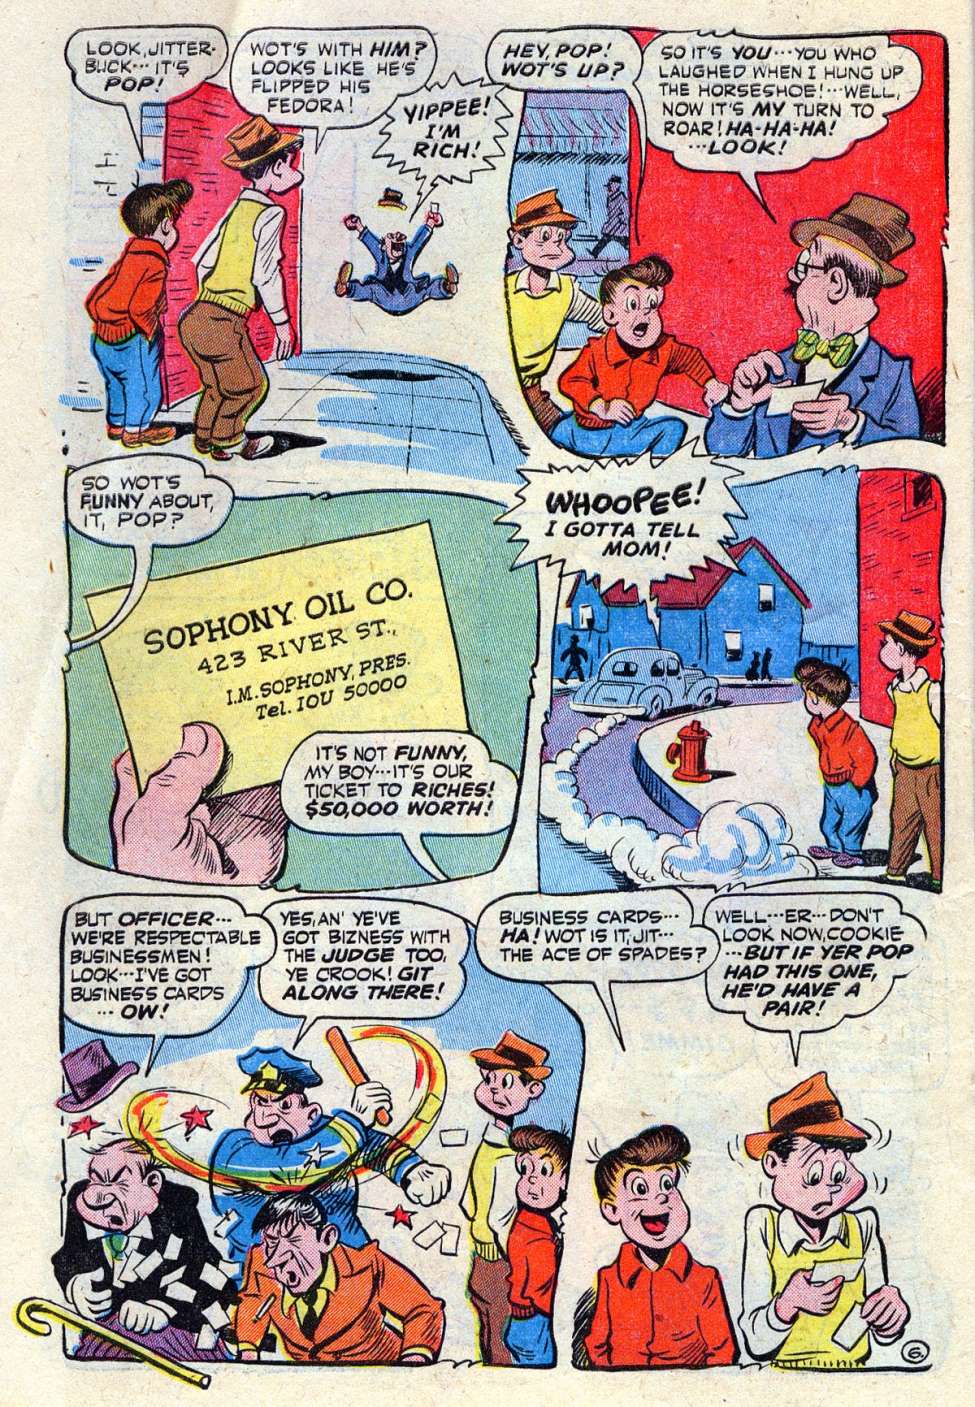 LOOK, JITTER-
BUCK--- IT'S
POP!
WOT'S WITH HIM?
LOOKS LIKE HE'S
FLIPPED HIS
FEDORA!
YIPPEE!
I'M
RICH!
HEY, POP!
WOT'S UP?
SO IT'S YOU---YOU WHO
LAUGHED WHEN I HUNG UP
THE HORSESHOE!---WELL,
NOW IT'S MY TURN TO
ROAR! HA-HA-HA!
---LOOK!
SO WOT'S
FUNNY ABOUT,
IT, POP?
SOPHONY OIL CO.
423 RIVER ST.,
I.M. SOPHONY, PRES.
Tel. IOU 50000
IT'S NOT FUNNY,
MY BOY---IT'S OUR
TICKET TO RICHES!
$50,000 WORTH!
WHOOPEE!
I GOTTA TELL
MOM!
BUT OFFICER---
WE'RE RESPECTABLE
BUSINESSMEN!
LOOK---I'VE GOT
BUSINESS CARDS
--- OW!
YES, AN' YE'VE
GOT BIZNESS WITH
THE JUDGE TOO,
YE CROOK! GIT
ALONG THERE!
BUSINESS CARDS---
HA! WOT IS IT, JIT---
THE ACE OF SPADES?
WELL---ER---DON'T
LOOK NOW, COOKIE
---BUT IF YER POP
HAD THIS ONE,
HE'D HAVE A
PAIR!
6.